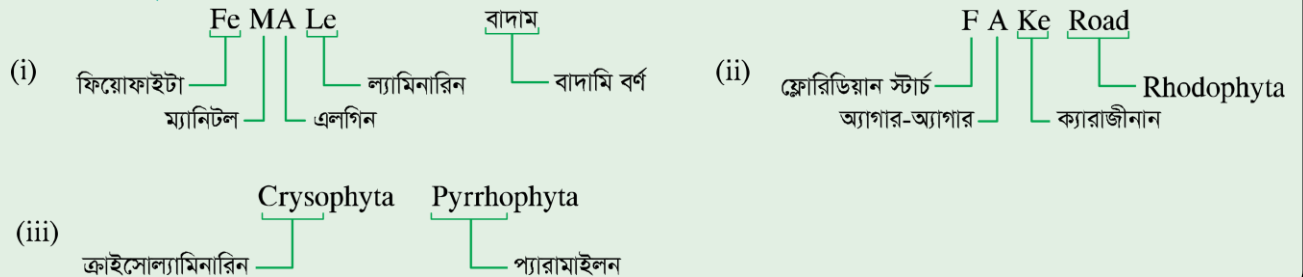 Fe MA Le বাদাম
(i) ফিয়োফাইটা ল্যামিনারিন বাদামি বর্ণ
ম্যানিটল এলগিন
F A Ke Road
(ii) ফ্লোরিডিয়ান স্টার্চ Rhodophyta
অ্যাগার-অ্যাগার ক্যারাজীনান
Crysophyta Pyrrhophyta
(iii)
ক্রাইসোল্যামিনারিন প্যারামাইলন